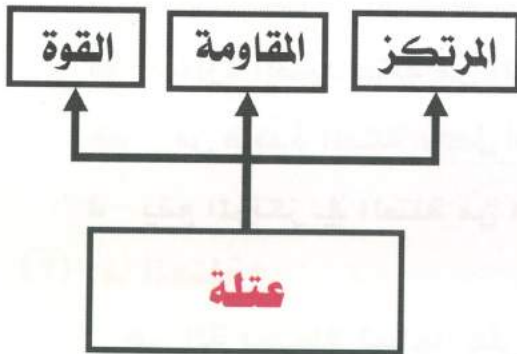 المرتكز المقاومة القوة
عتلة